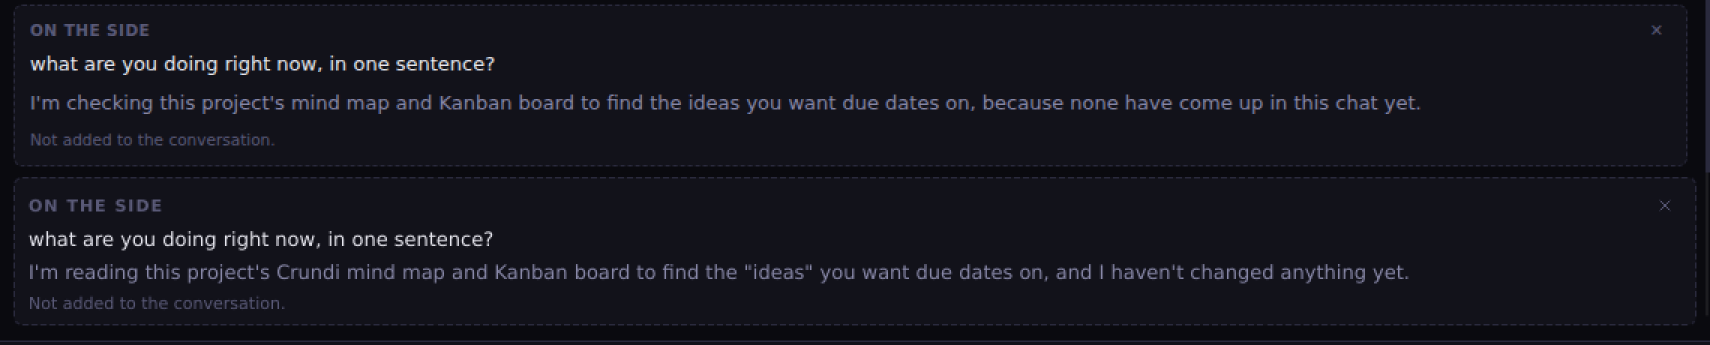 ON THE SIDE
×
what are you doing right now, in one sentence?
I'm checking this project's mind map and Kanban board to find the ideas you want due dates on, because none have come up in this chat yet.
Not added to the conversation.
ON THE SIDE
×
what are you doing right now, in one sentence?
I'm reading this project's Crundi mind map and Kanban board to find the "ideas" you want due dates on, and I haven't changed anything yet.
Not added to the conversation.